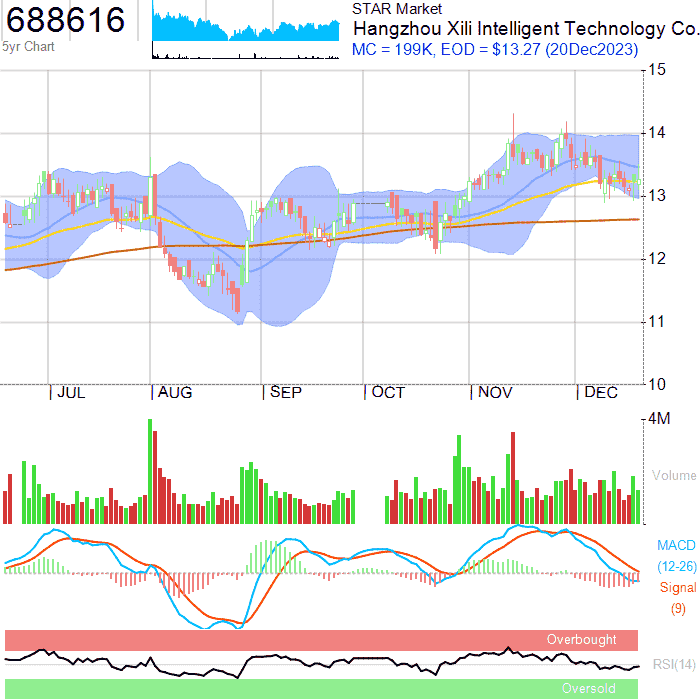 688616
5yr Chart
STAR Market
Hangzhou Xili Intelligent Technology Co.
MC = 199K, EOD = $13.27 (20Dec2023)
15
14
13
12
11
10
JUL
AUG
SEP
OCT
NOV
DEC
4M
Volume
MACD
(12-26)
Signal
(9)
Overbought
RSI(14)
Oversold